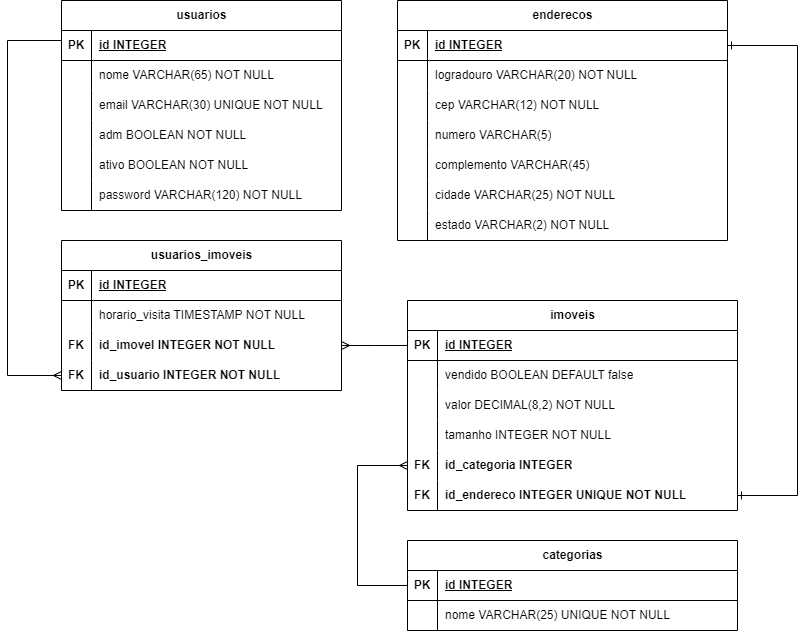 usuarios
PK id INTEGER
nome VARCHAR(65) NOT NULL
email VARCHAR(30) UNIQUE NOT NULL
adm BOOLEAN NOT NULL
ativo BOOLEAN NOT NULL
password VARCHAR(120) NOT NULL
enderecos
PK id INTEGER
logradouro VARCHAR(20) NOT NULL
cep VARCHAR(12) NOT NULL
numero VARCHAR(5)
complemento VARCHAR(45)
cidade VARCHAR(25) NOT NULL
estado VARCHAR(2) NOT NULL
usuarios_imoveis
PK id INTEGER
horario_visita TIMESTAMP NOT NULL
FK id_imovel INTEGER NOT NULL
FK id_usuario INTEGER NOT NULL
imoveis
PK id INTEGER
vendido BOOLEAN DEFAULT false
valor DECIMAL(8,2) NOT NULL
tamanho INTEGER NOT NULL
FK id_categoria INTEGER
FK id_endereco INTEGER UNIQUE NOT NULL
categorias
PK id INTEGER
nome VARCHAR(25) UNIQUE NOT NULL